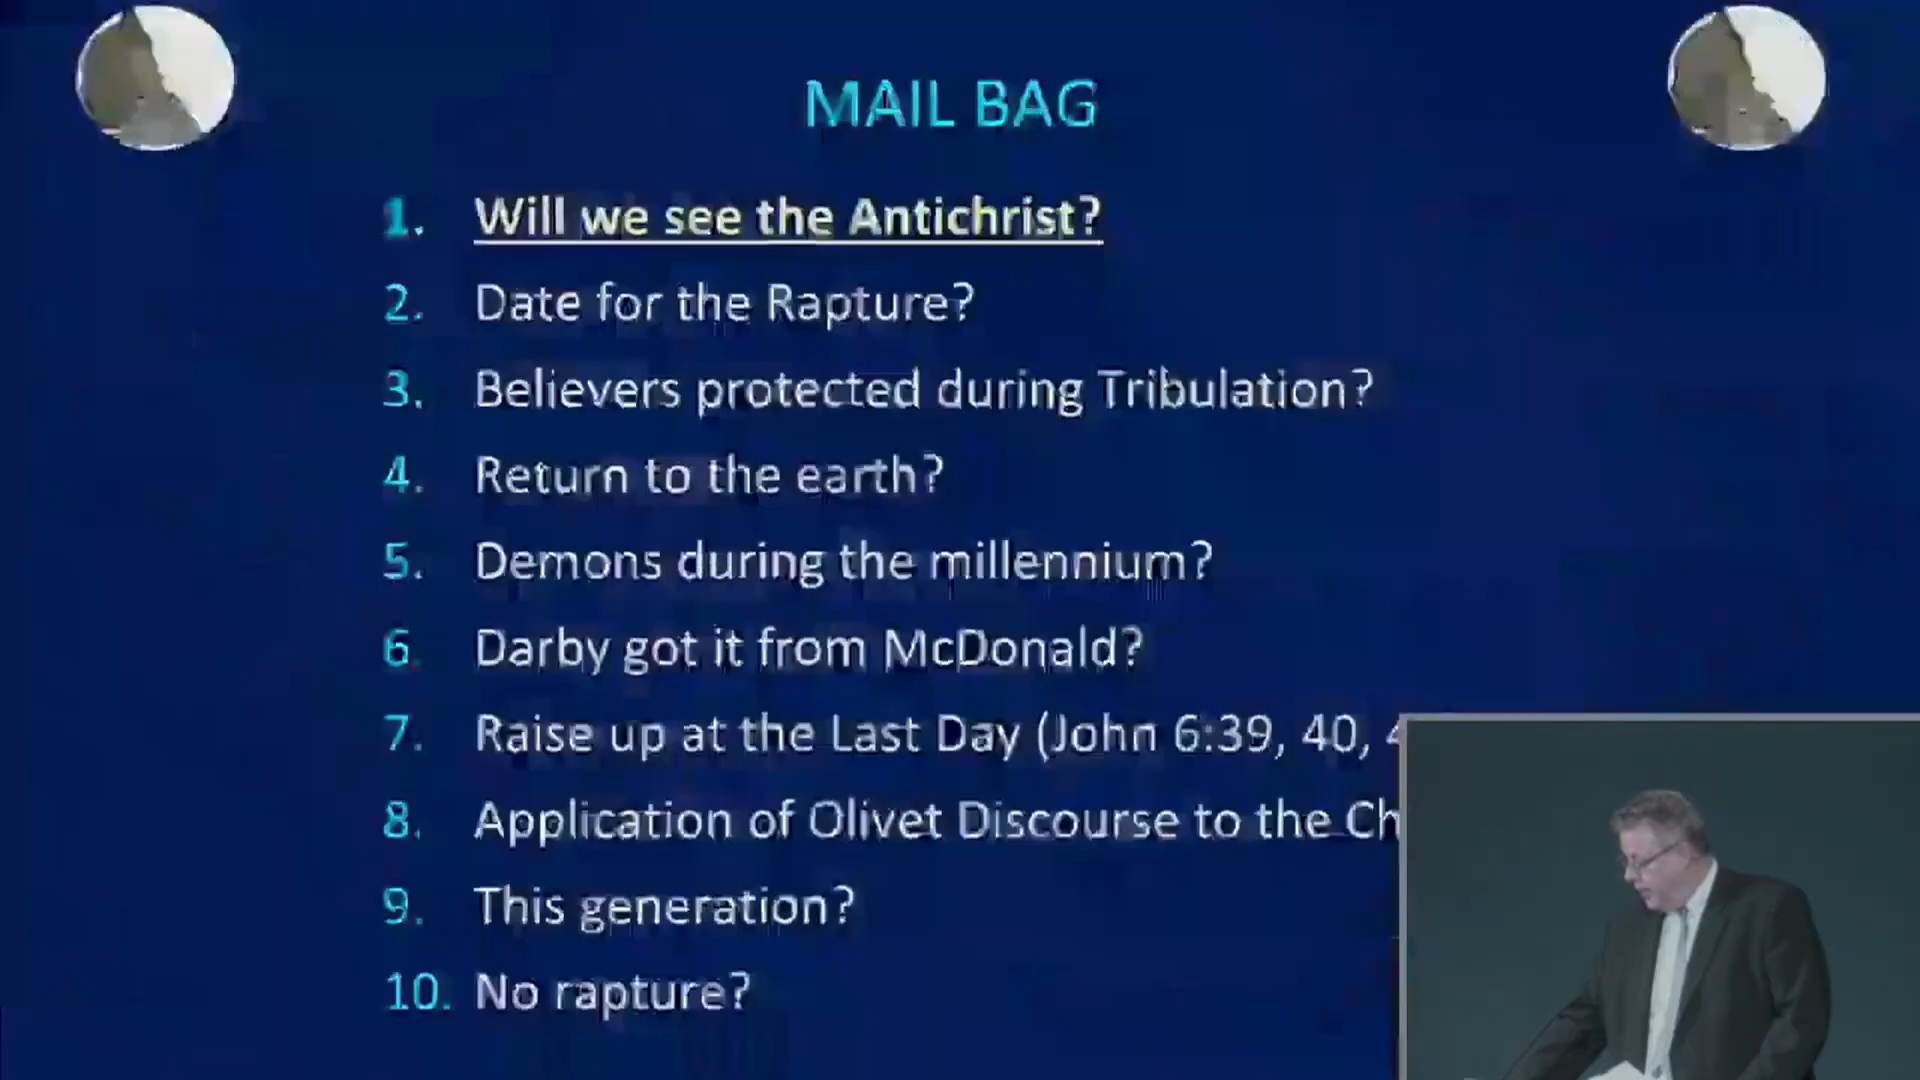 MAIL BAG
1. Will we see the Antichrist?
2. Date for the Rapture?
3. Believers protected during Tribulation?
4. Return to the earth?
5. Demons during the millennium?
6. Darby got it from McDonald?
7. Raise up at the Last Day (John 6:39, 40,
8. Application of Olivet Discourse to the
9. This generation?
10. No rapture?